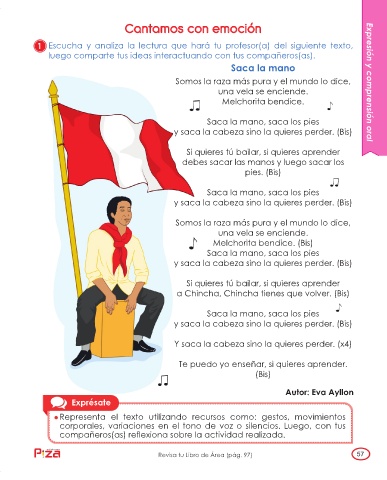 Cantamos con emoción
1 Escucha y analiza la lectura que hará tu profesor(a) del siguiente texto,
luego comparte tus ideas interactuando con tus compañeros(as).
Saca la mano
Somos la raza más pura y el mundo lo dice,
una vela se enciende.
Melchorita bendice.
Saca la mano, saca los pies
y saca la cabeza sino la quieres perder. (Bis)
Si quieres tú bailar, si quieres aprender
debes sacar las manos y luego sacar los
pies. (Bis)
Saca la mano, saca los pies
y saca la cabeza sino la quieres perder. (Bis)
Somos la raza más pura y el mundo lo dice,
una vela se enciende.
Melchorita bendice. (Bis)
Saca la mano, saca los pies
y saca la cabeza sino la quieres perder. (Bis)
Si quieres tú bailar, si quieres aprender
a Chincha, Chincha tienes que volver. (Bis)
Saca la mano, saca los pies
y saca la cabeza sino la quieres perder. (Bis)
Y saca la cabeza sino la quieres perder. (x4)
Te puedo yo enseñar, si quieres aprender.
(Bis)
Autor: Eva Ayllon
Exprésate
Representa el texto utilizando recursos como: gestos, movimientos
corporales, variaciones en el tono de voz o silencios. Luego, con tus
compañeros(as) reflexiona sobre la actividad realizada.
Revisa tu Libro de Área (pág. 97)
57
Expresión y comprensión oral